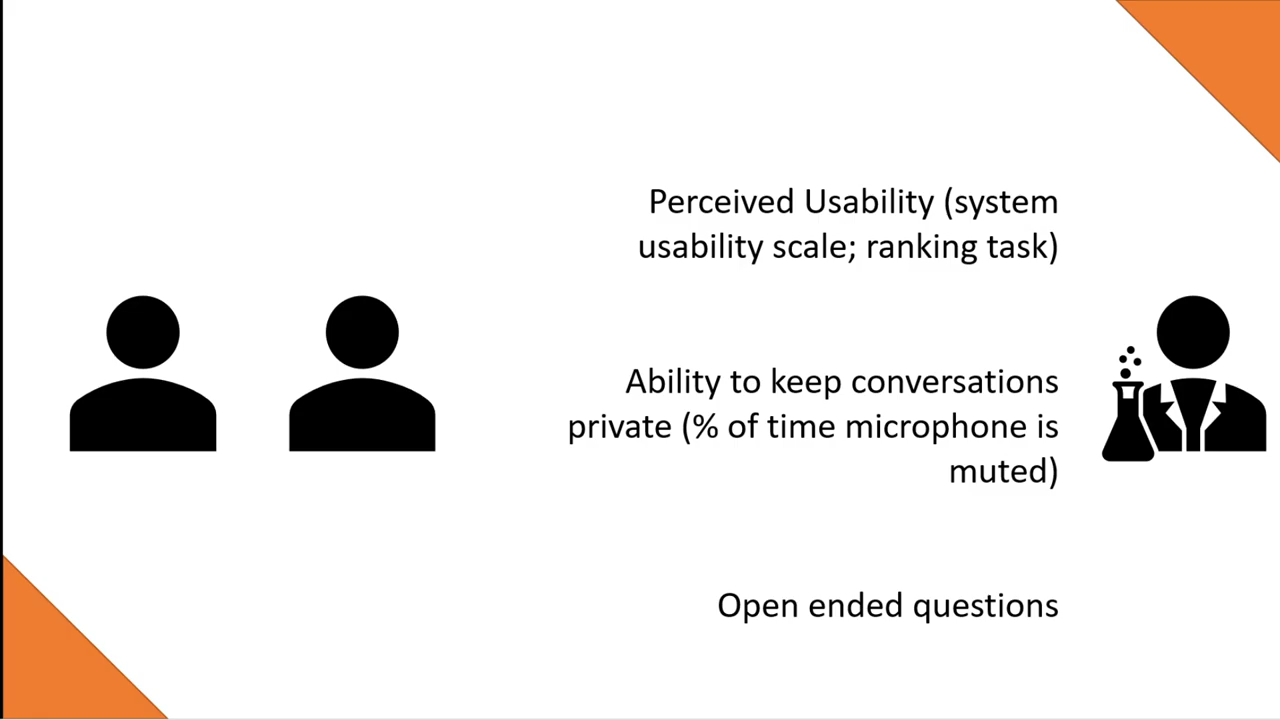 Perceived Usability (system
usability scale; ranking task)
Ability to keep conversations
private (% of time microphone is
muted)
Open ended questions